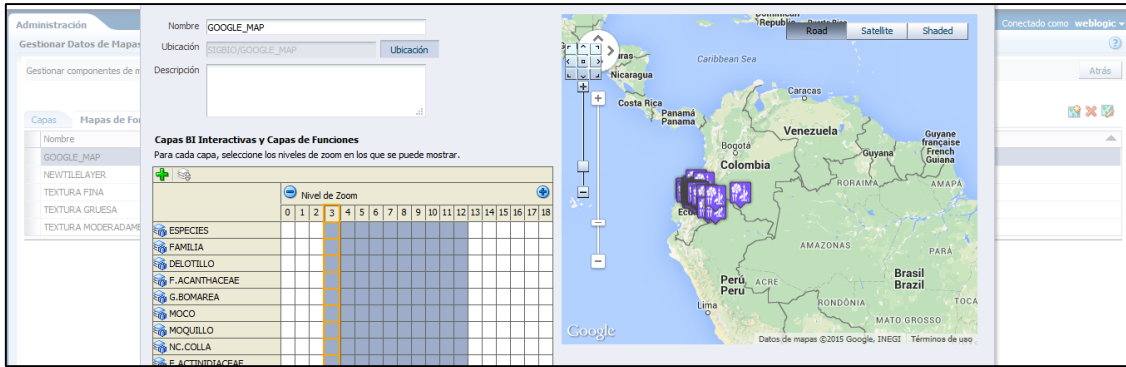 Administración
Conectado como weblogic
Gestionar Datos de Mapas
Gestionar componentes de m
Atrás
Capas Mapas de Fo
Nombre
GOOGLE_MAP
NEWTILELAYER
TEXTURA FINA
TEXTURA GRUESA
TEXTURA MODERADAME
Nombre GOOGLE_MAP
Ubicación SIGBIO/GOOGLE_MAP Ubicación
Descripción
Capas BI Interactivas y Capas de Funciones
Para cada capa, seleccione los niveles de zoom en los que se puede mostrar.
Nivel de Zoom
0 1 2 3 4 5 6 7 8 9 10 11 12 13 14 15 16 17 18
ESPECIES
FAMILIA
DELOTILLO
F.ACANTHACEAE
G.BOMAREA
MOCO
MOQUILLO
NC.COLLA
F.ACTINIDIACEAE
Road Satellite Shaded
Caribbean Sea
Nicaragua
Costa Rica
Panamá
Panama
Caracas
Venezuela
Bogotá
Colombia
Guyana
Guyane
française
French
Guiana
RORAIMA
AMAPÁ
AMAZONAS
PARÁ
Perú
Peru
ACRE
Brasil
Brazil
Lima
RONDÔNIA
TOCA
MATO GROSSO
Google
Datos de mapas ©2015 Google, INEGI Términos de uso